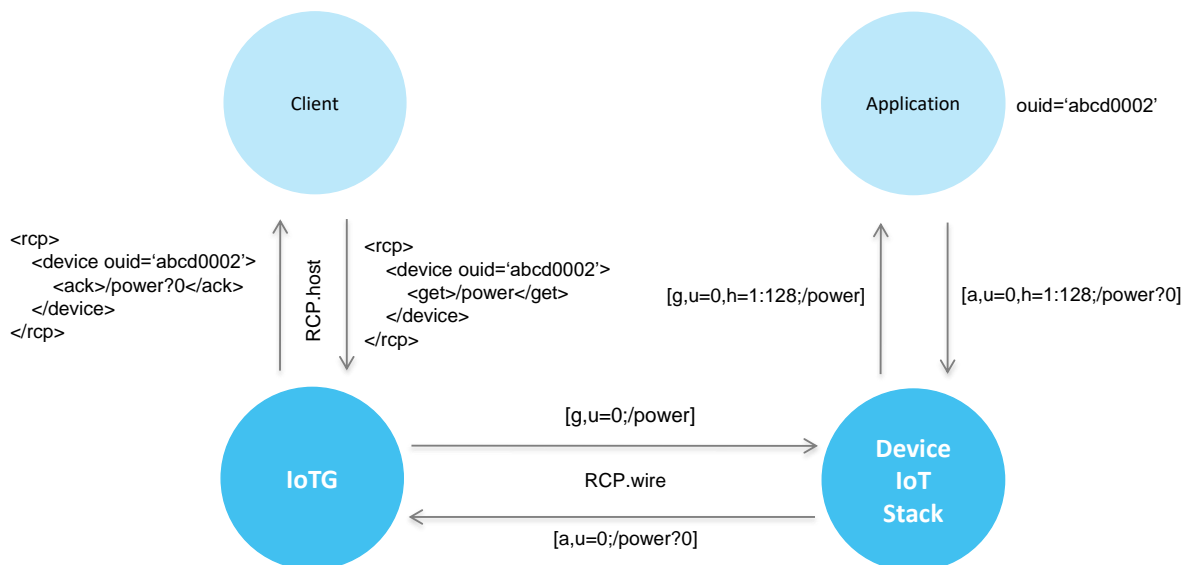 Client
Application
ouid=‘abcd0002’
<rcp>
<device ouid=‘abcd0002’>
<ack>/power?0</ack>
</device>
</rcp>
RCP.host
<rcp>
<device ouid=‘abcd0002’>
<get>/power</get>
</device>
</rcp>
[g,u=0,h=1:128;/power]
[a,u=0,h=1:128;/power?0]
IoTG
[g,u=0;/power]
RCP.wire
[a,u=0;/power?0]
Device
IoT
Stack